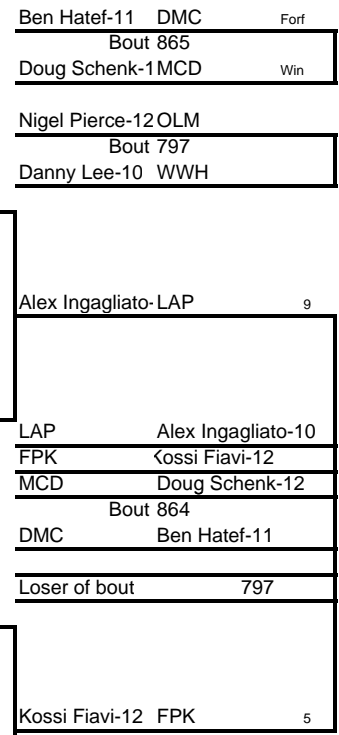 Ben Hatef-11 DMC Forf
Bout 865
Doug Schenk-1 MCD Win
Nigel Pierce-12 OLM
Bout 797
Danny Lee-10 WWH
Alex Ingagliato- LAP 9
LAP Alex Ingagliato-10
FPK Kossi Fiavi-12
MCD Doug Schenk-12
Bout 864
DMC Ben Hatef-11
Loser of bout 797
Kossi Fiavi-12 FPK 5